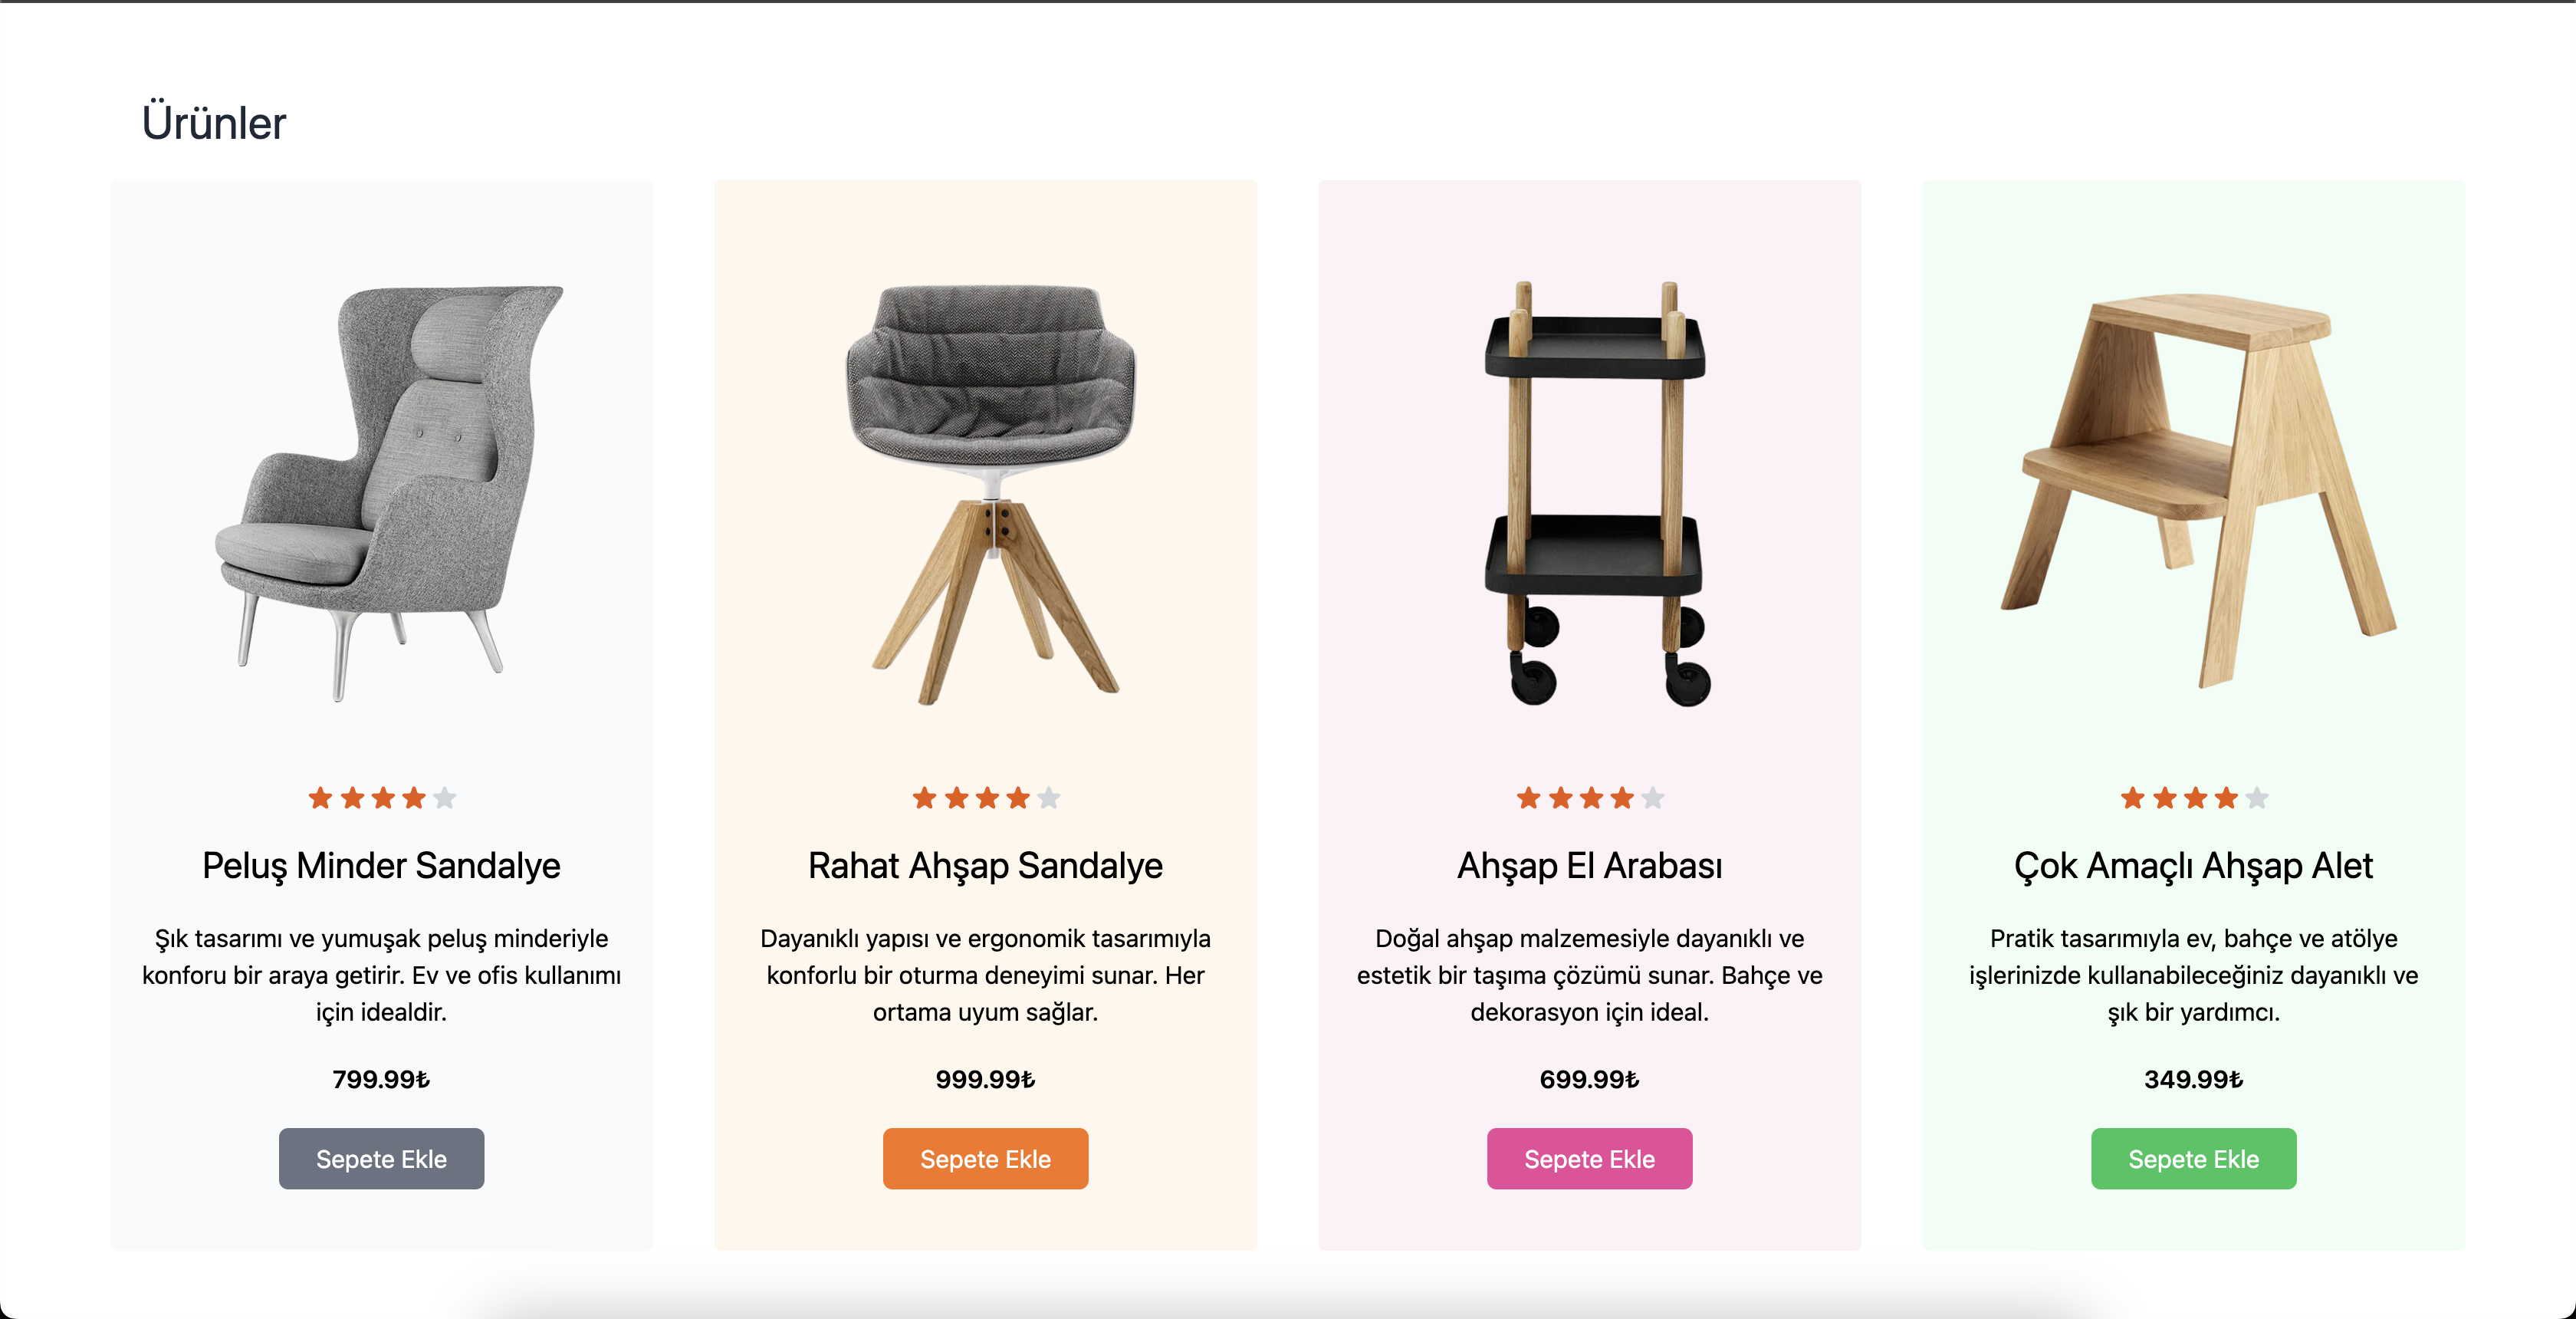 Ürünler
Peluş Minder Sandalye
Şık tasarımı ve yumuşak peluş minderiyle
konforu bir araya getirir. Ev ve ofis kullanımı
için idealdir.
799.99₺
Sepete Ekle
Rahat Ahşap Sandalye
Dayanıklı yapısı ve ergonomik tasarımıyla
konforlu bir oturma deneyimi sunar. Her
ortama uyum sağlar.
999.99₺
Sepete Ekle
Ahşap El Arabası
Doğal ahşap malzemesiyle dayanıklı ve
estetik bir taşıma çözümü sunar. Bahçe ve
dekorasyon için ideal.
699.99₺
Sepete Ekle
Çok Amaçlı Ahşap Alet
Pratik tasarımıyla ev, bahçe ve atölye
işlerinizde kullanabileceğiniz dayanıklı ve
şık bir yardımcı.
349.99₺
Sepete Ekle